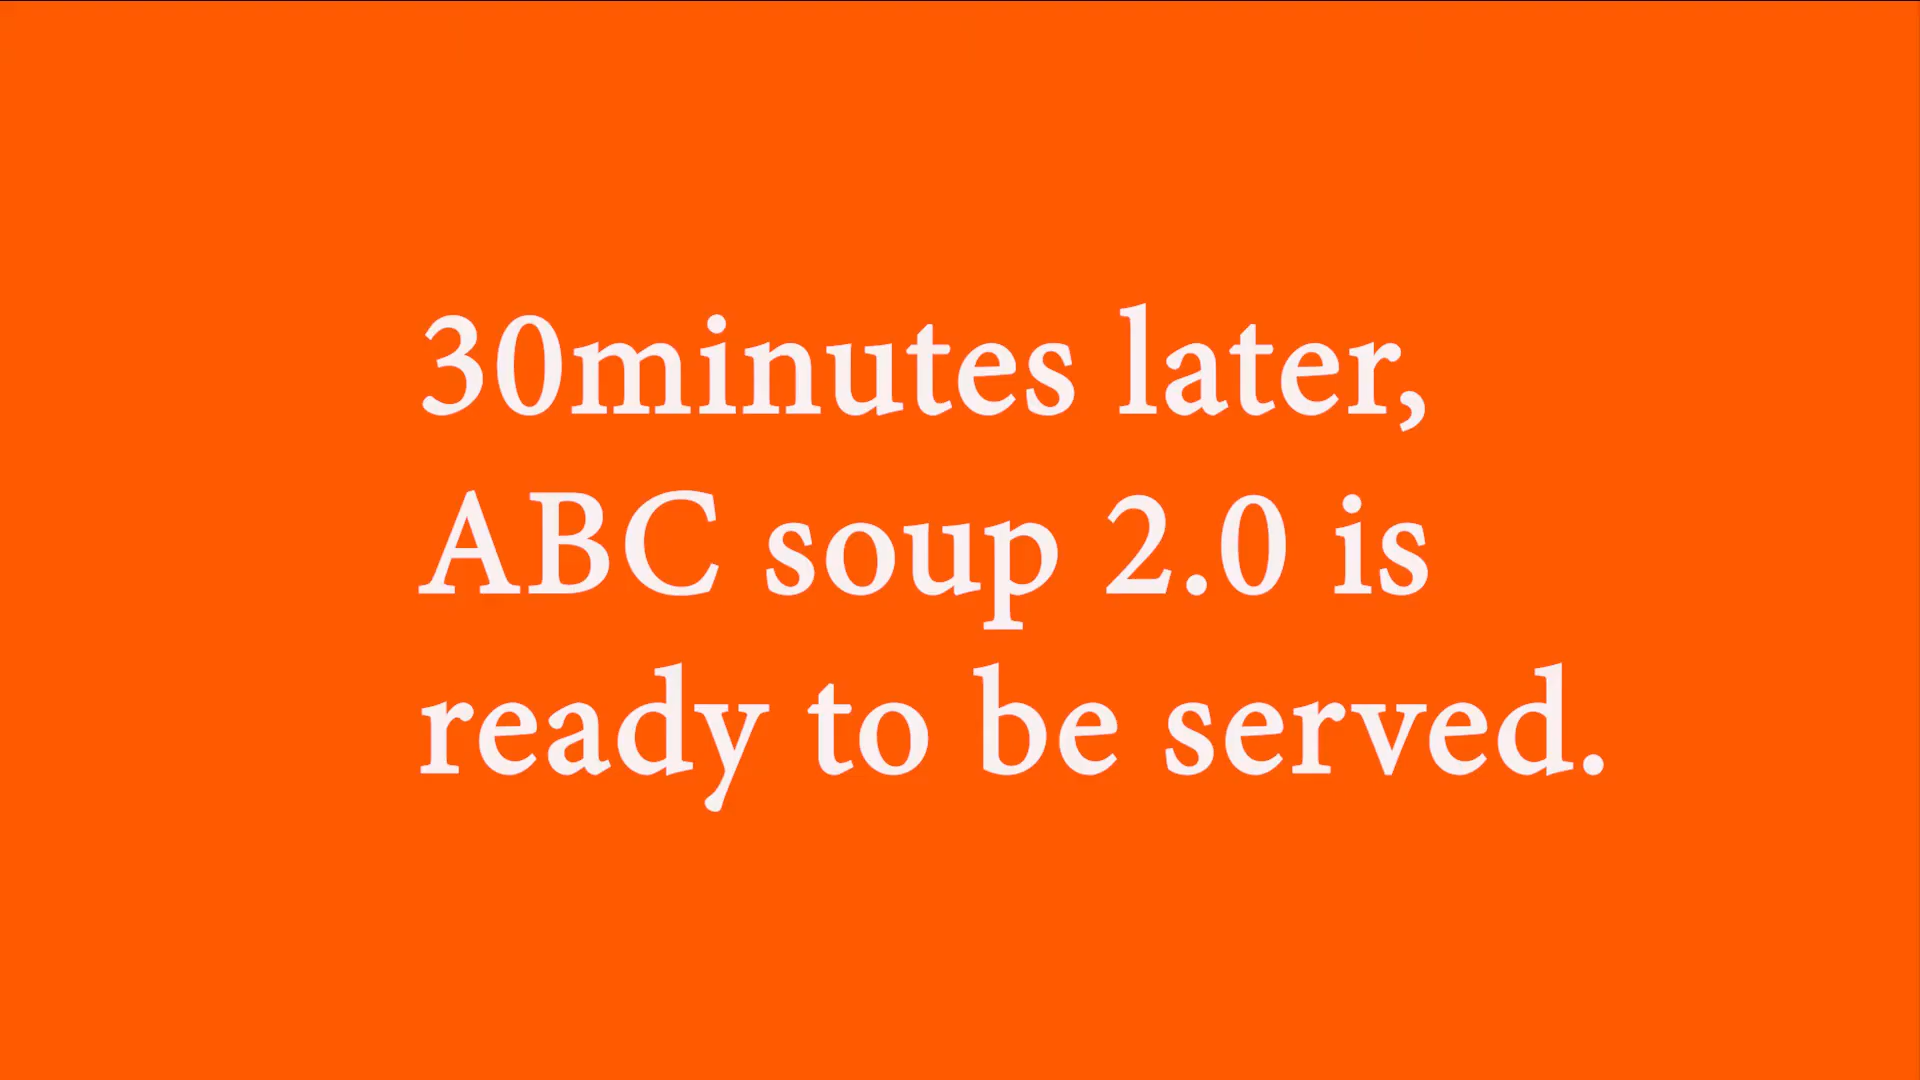 30minutes later,
ABC soup 2.0 is
ready to be served.